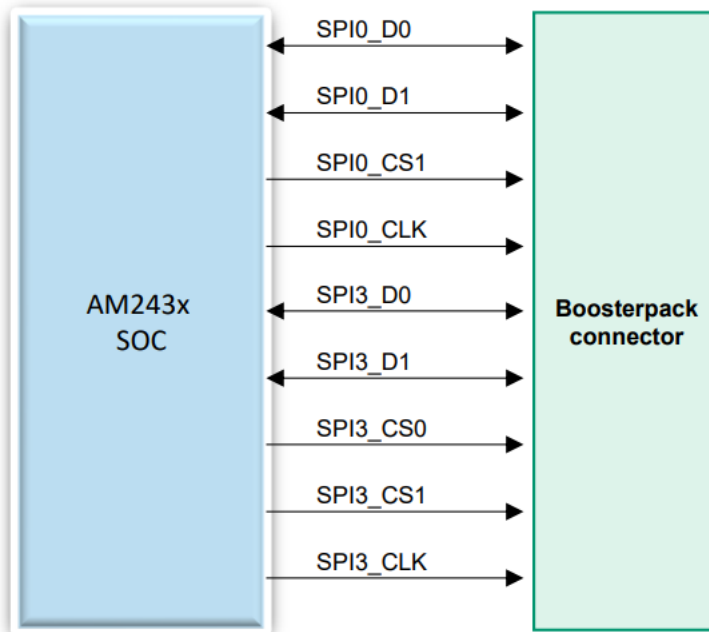 SPI0_D0
SPI0_D1
SPI0_CS1
SPI0_CLK
SPI3_D0
AM243x
SOC
Boosterpack
connector
SPI3_D1
SPI3_CS0
SPI3_CS1
SPI3_CLK